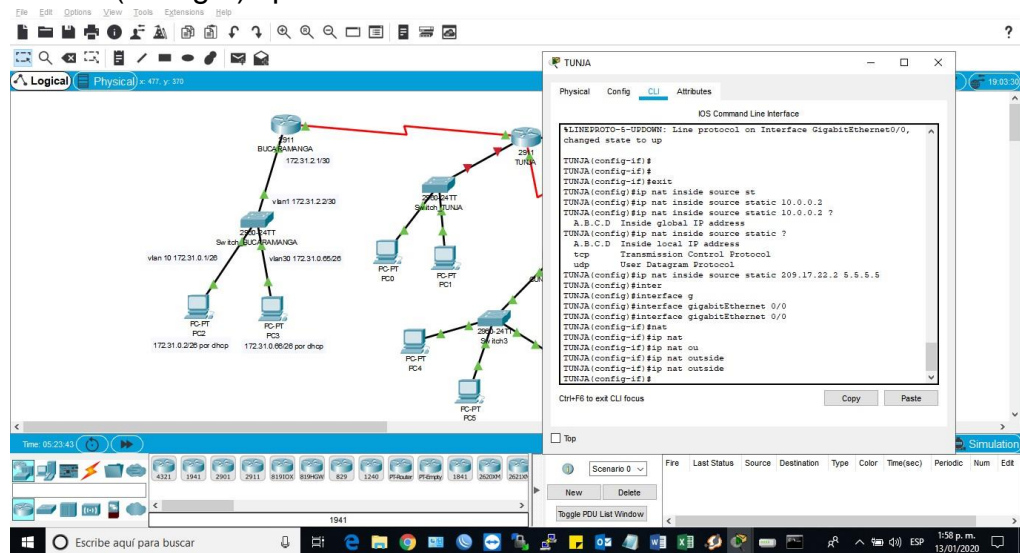 File Edit Options View Tools Extensions Help
?
Logical Physical x: 477, y: 370
19:03:30
2911
BUCARAMANGA
172.31.2.1/30
2911
TUNJA
vlan1 172.31.2.2/30
2960-24TT
Switch_BUCARAMANGA
2960-24TT
Switch_TUNJA
vlan 10 172.31.0.1/26
vlan30 172.31.0.65/26
PC-PT
PC0
PC-PT
PC1
PC-PT
PC2
172.31.0.2/26 por dhcp
PC-PT
PC3
172.31.0.66/26 por dhcp
2960-24TT
Switch3
PC-PT
PC4
PC-PT
PC5
TUNJA
Physical Config CLI Attributes
IOS Command Line Interface
%LINEPROTO-5-UPDOWN: Line protocol on Interface GigabitEthernet0/0,
changed state to up
TUNJA(config-if)#
TUNJA(config-if)#
TUNJA(config-if)#exit
TUNJA(config)#ip nat inside source st
TUNJA(config)#ip nat inside source static 10.0.0.2
TUNJA(config)#ip nat inside source static 10.0.0.2 ?
A.B.C.D Inside global IP address
TUNJA(config)#ip nat inside source static ?
A.B.C.D Inside local IP address
tcp Transmission Control Protocol
udp User Datagram Protocol
TUNJA(config)#ip nat inside source static 209.17.22.2 5.5.5.5
TUNJA(config)#inter
TUNJA(config)#interface g
TUNJA(config)#interface gigabitEthernet 0/0
TUNJA(config)#interface gigabitEthernet 0/0
TUNJA(config-if)#nat
TUNJA(config-if)#ip nat
TUNJA(config-if)#ip nat ou
TUNJA(config-if)#ip nat outside
TUNJA(config-if)#ip nat outside
TUNJA(config-if)#
Ctrl+F6 to exit CLI focus
Copy Paste
Top
Time: 05:23:43
Simulation
4321 1941 2901 2911 819IOX 819HGW 829 1240 PT-Router PT-Empty 1841 2620XM 2621XM
1941
Scenario 0
New Delete
Toggle PDU List Window
Fire Last Status Source Destination Type Color Time(sec) Periodic Num Edit
Escribe aquí para buscar
ESP
1:58 p. m.
13/01/2020